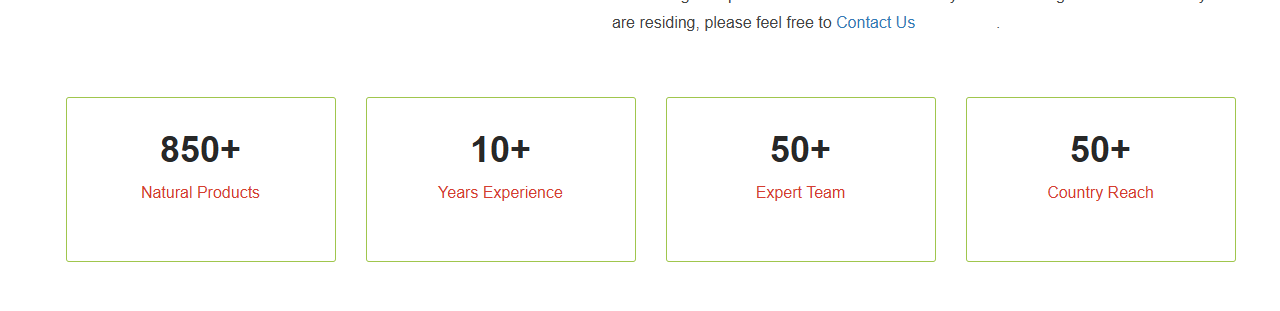 are residing, please feel free to Contact Us .
850+
Natural Products
10+
Years Experience
50+
Expert Team
50+
Country Reach